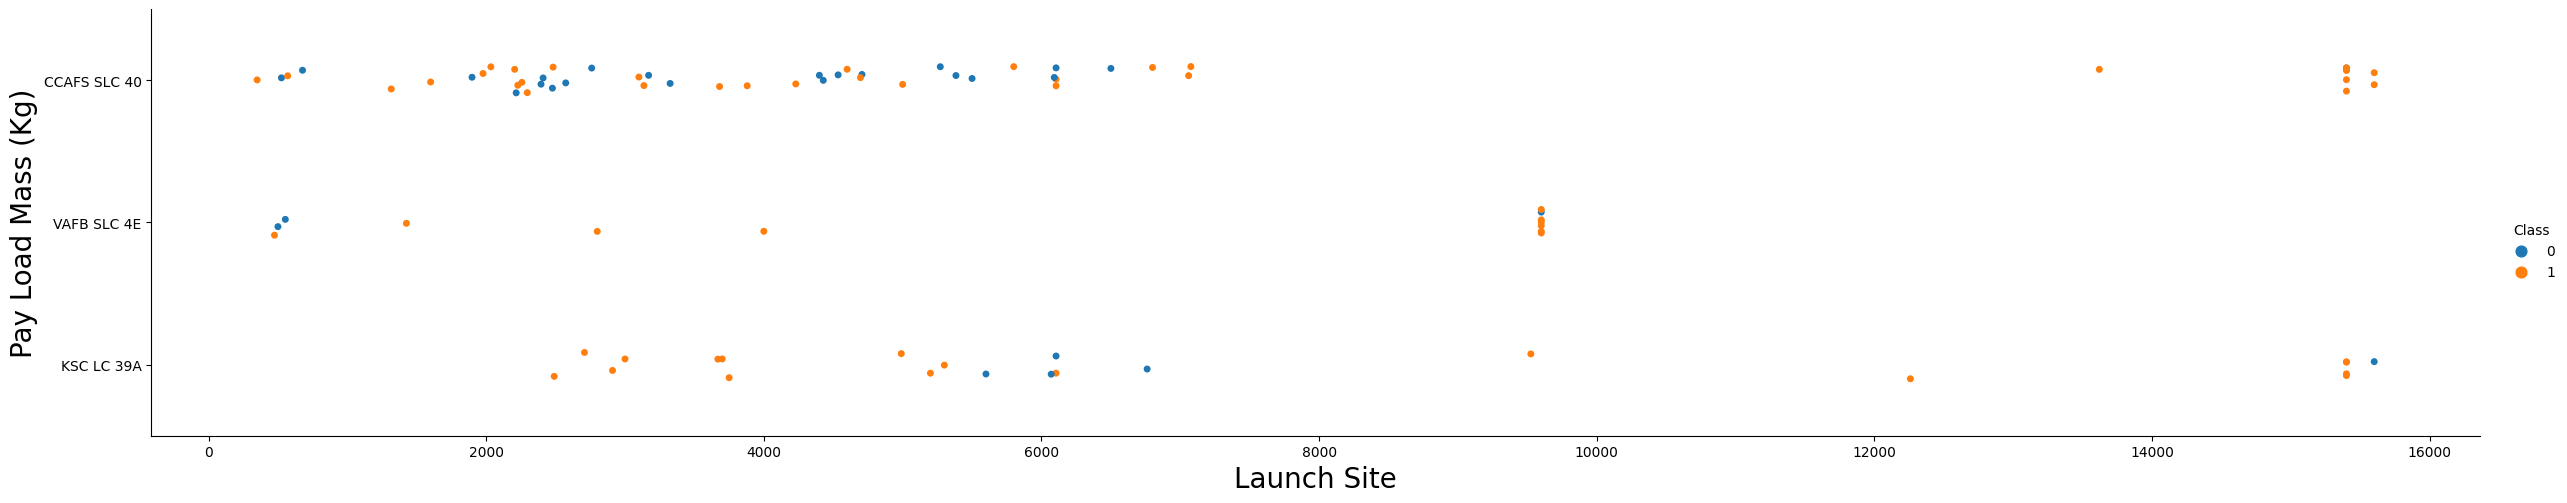 Pay Load Mass (Kg)
CCAFS SLC 40
VAFB SLC 4E
KSC LC 39A
0 2000 4000 6000 8000 10000 12000 14000 16000
Launch Site
Class
0
1